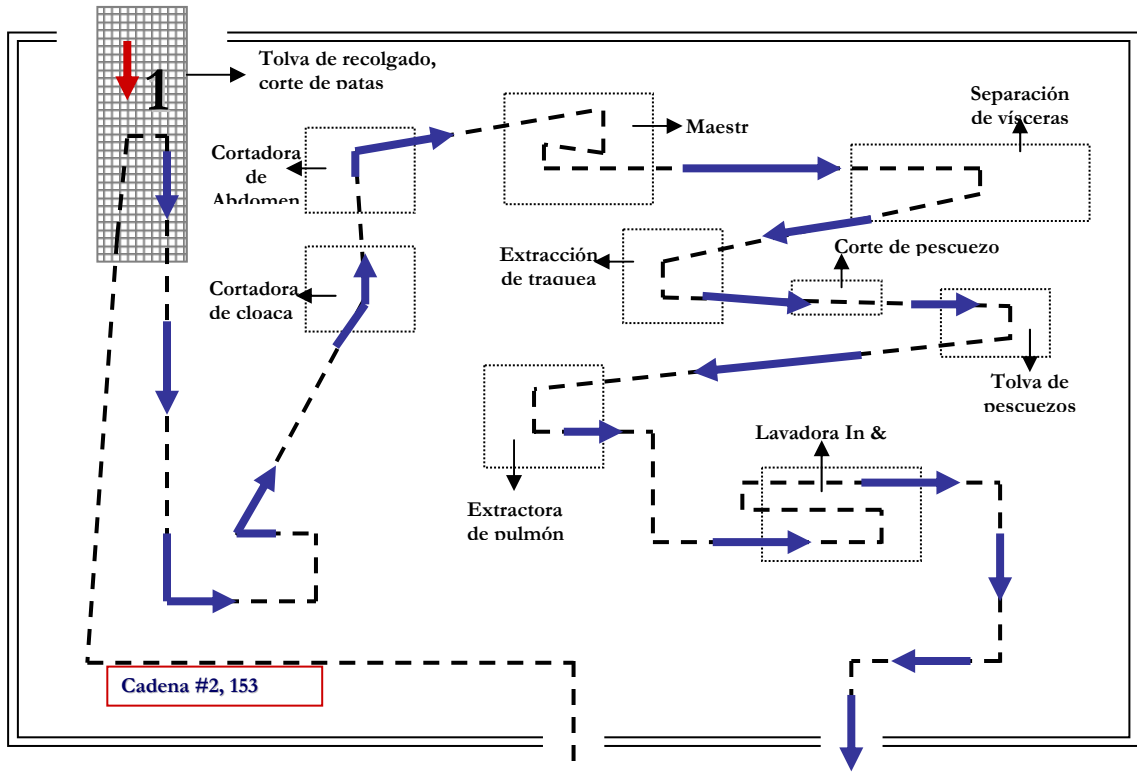 1
Tolva de recolgado,
corte de patas
Separación
de vísceras
Maestr
Cortadora
de
Abdomen
Extracción
de traquea
Corte de pescuezo
Cortadora
de cloaca
Tolva de
pescuezos
Lavadora In &
Extractora
de pulmón
Cadena #2, 153